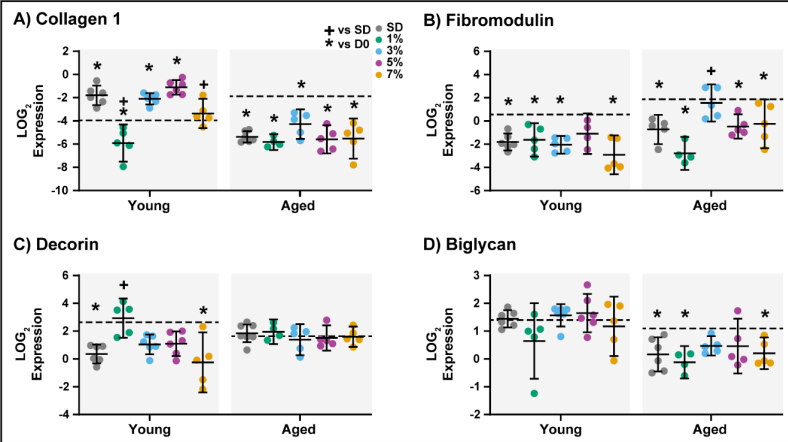 A) Collagen 1
+ vs SD
* vs D0
SD
1%
3%
5%
7%
LOG2 Expression
2
0
-2
-4
-6
-8
-10
* + * * * +
* * * * *
Young
Aged
B) Fibromodulin
LOG2 Expression
6
4
2
0
-2
-4
-6
* * * *
* * + * *
Young
Aged
C) Decorin
LOG2 Expression
6
4
2
0
-2
-4
* + *
Young
Aged
D) Biglycan
LOG2 Expression
3
2
1
0
-1
-2
* * *
Young
Aged